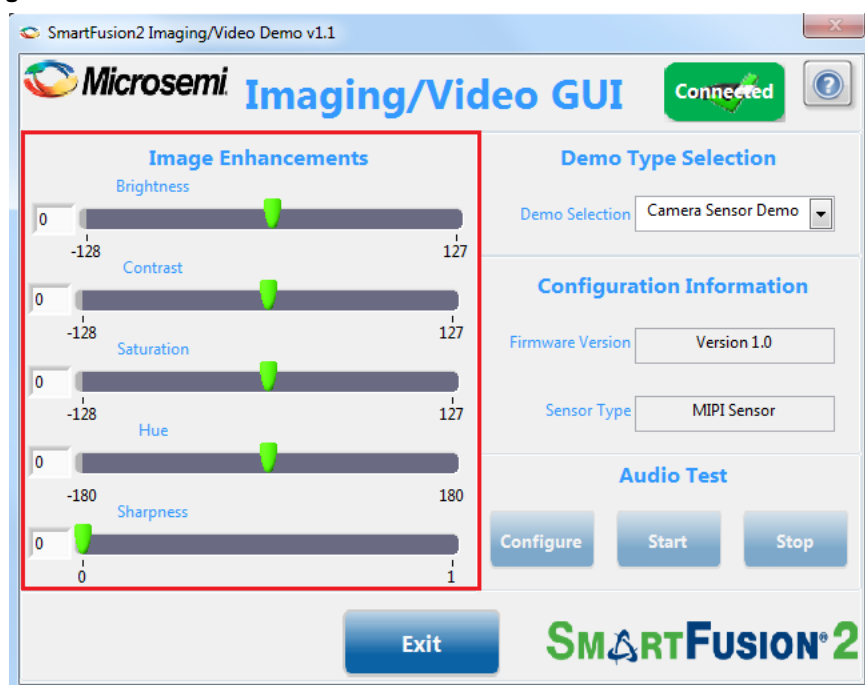 SmartFusion2 Imaging/Video Demo v1.1
Microsemi.
Imaging/Video GUI
Connected
Image Enhancements
Brightness
0
-128 127
Contrast
0
-128 127
Saturation
0
-128 127
Hue
0
-180 180
Sharpness
0
0 1
Demo Type Selection
Demo Selection Camera Sensor Demo
Configuration Information
Firmware Version Version 1.0
Sensor Type MIPI Sensor
Audio Test
Configure Start Stop
Exit
SMARTFUSION®2